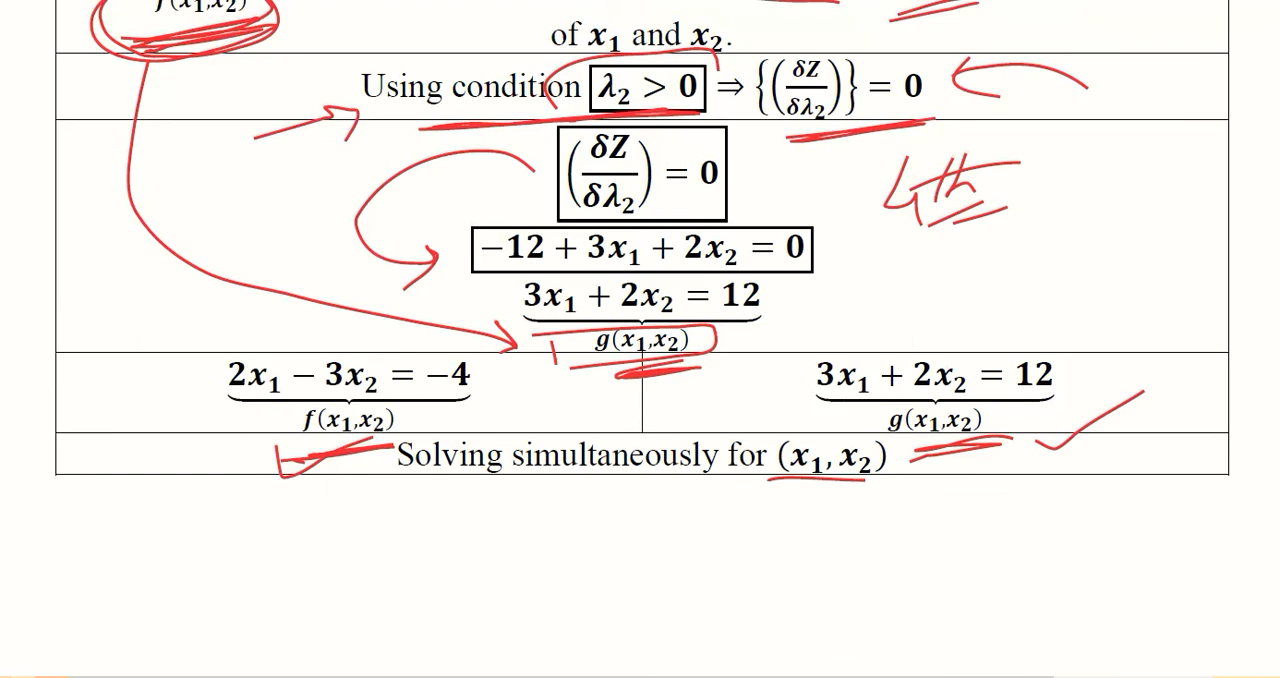 f(x₁,x₂)
of x₁ and x₂.
Using condition λ₂ > 0 ⇒ {(δZ/δλ₂)} = 0
(δZ/δλ₂) = 0
4th
−12 + 3x₁ + 2x₂ = 0
3x₁ + 2x₂ = 12
g(x₁,x₂)
2x₁ − 3x₂ = −4 3x₁ + 2x₂ = 12
f(x₁,x₂) g(x₁,x₂)
Solving simultaneously for (x₁, x₂)